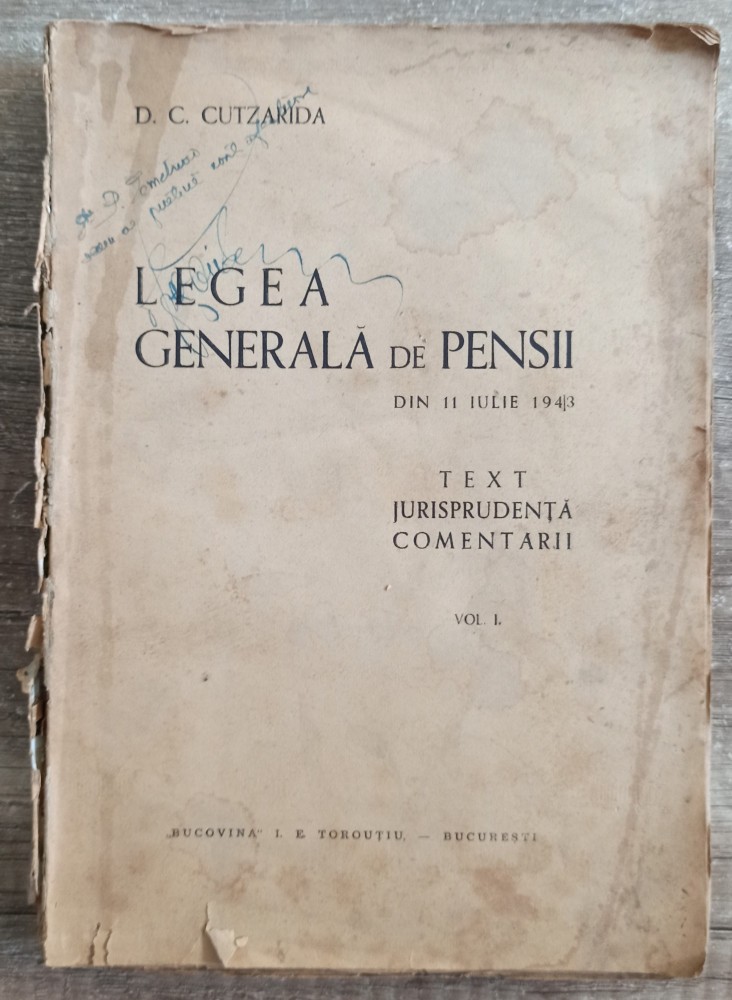 D. C. CUTZARIDA
LEGEA
GENERALĂ DE PENSII
DIN 11 IULIE 1943
TEXT
JURISPRUDENȚĂ
COMENTARII
VOL. I.
„BUCOVINA" I. E. TOROUȚIU, — BUCUREȘTI